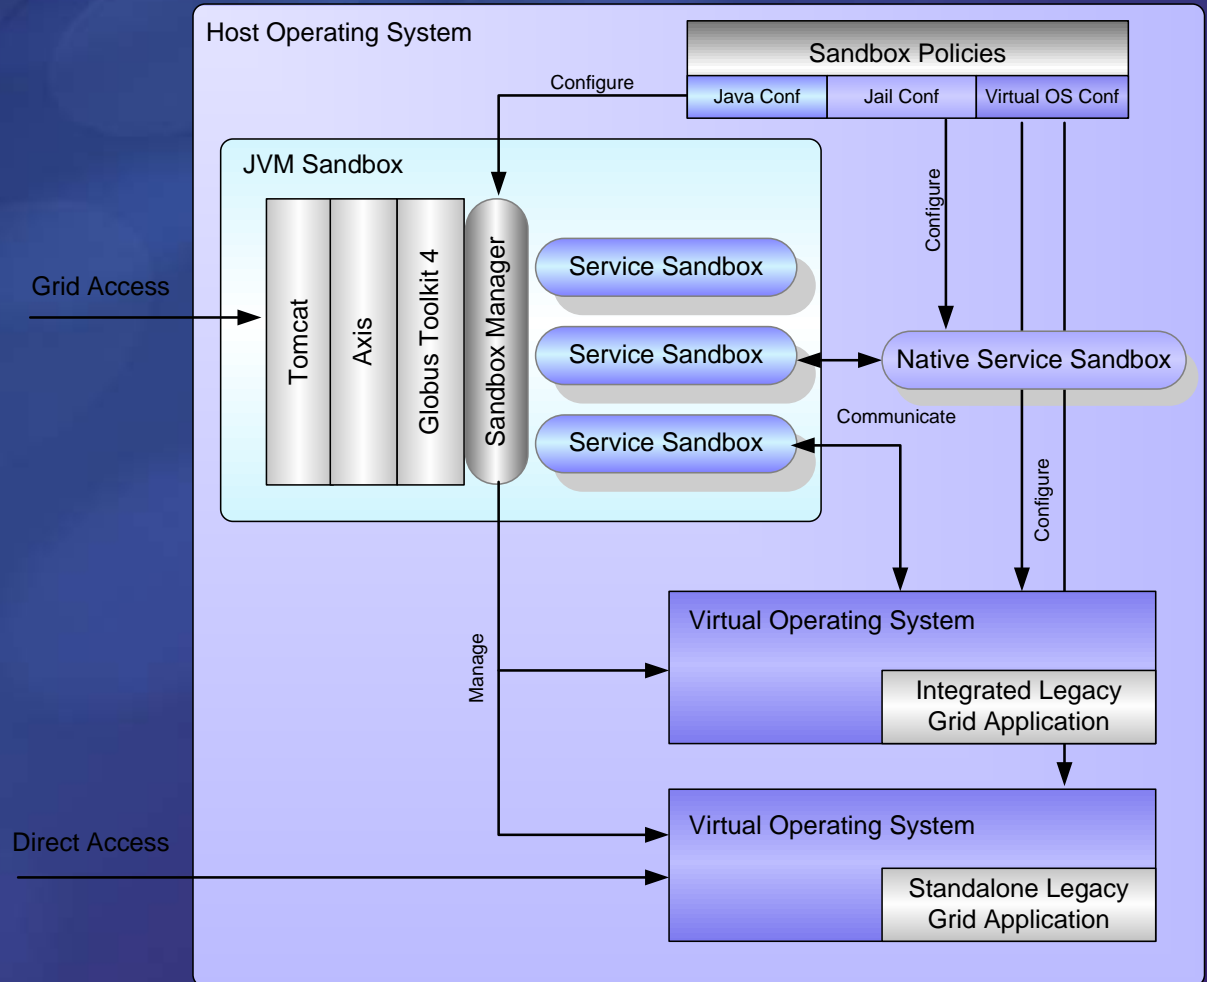 Host Operating System
Sandbox Policies
Configure
Java Conf
Jail Conf
Virtual OS Conf
JVM Sandbox
Configure
Grid Access
Tomcat
Axis
Globus Toolkit 4
Sandbox Manager
Service Sandbox
Service Sandbox
Native Service Sandbox
Communicate
Service Sandbox
Configure
Manage
Virtual Operating System
Integrated Legacy
Grid Application
Direct Access
Virtual Operating System
Standalone Legacy
Grid Application